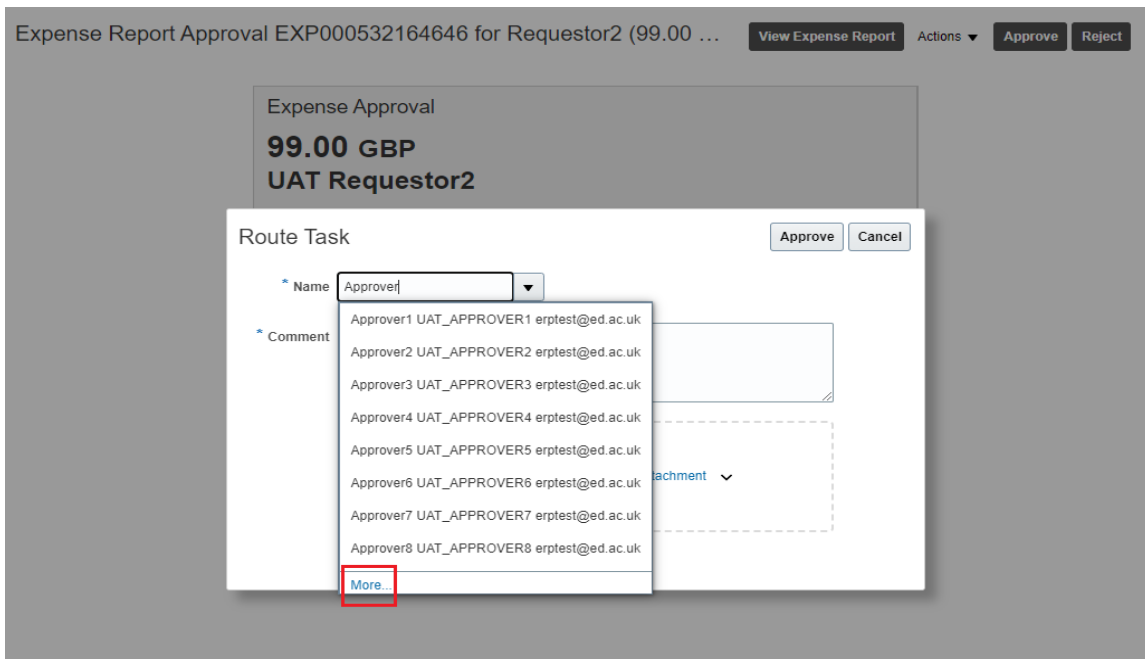 Expense Report Approval EXP000532164646 for Requestor2 (99.00 ...
View Expense Report
Actions
Approve
Reject
Expense Approval
99.00 GBP
UAT Requestor2
Route Task
Approve
Cancel
* Name
Approver
Approver1 UAT_APPROVER1 erptest@ed.ac.uk
* Comment
Approver2 UAT_APPROVER2 erptest@ed.ac.uk
Approver3 UAT_APPROVER3 erptest@ed.ac.uk
Approver4 UAT_APPROVER4 erptest@ed.ac.uk
Approver5 UAT_APPROVER5 erptest@ed.ac.uk
Approver6 UAT_APPROVER6 erptest@ed.ac.uk
tachment
Approver7 UAT_APPROVER7 erptest@ed.ac.uk
Approver8 UAT_APPROVER8 erptest@ed.ac.uk
More...